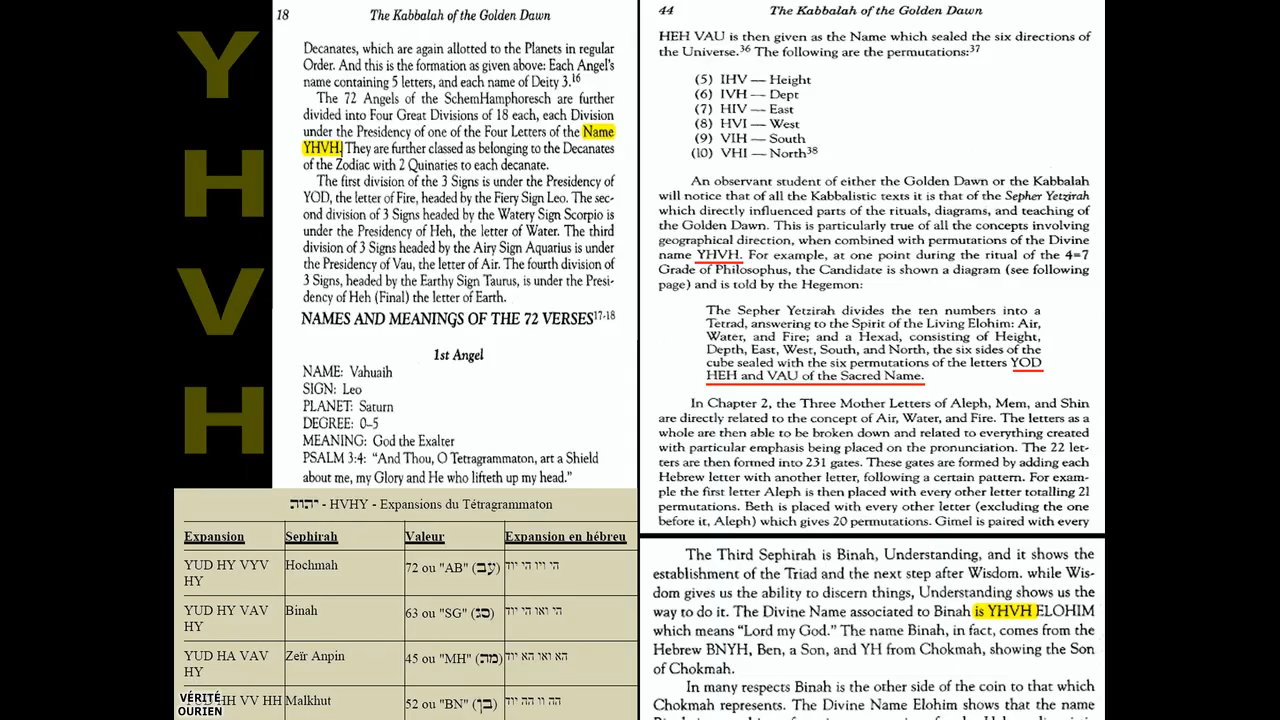 Y
H
V
H
18 The Kabbalah of the Golden Dawn
Decanates, which are again allotted to the Planets in regular
Order. And this is the formation as given above: Each Angel's
name containing 5 letters, and each name of Deity 3.16
The 72 Angels of the SchemHamphoresch are further
divided into Four Great Divisions of 18 each, each Division
under the Presidency of one of the Four Letters of the Name
YHVH. They are further classed as belonging to the Decanates
of the Zodiac with 2 Quinaries to each decanate.
The first division of the 3 Signs is under the Presidency of
YOD, the letter of Fire, headed by the Fiery Sign Leo. The sec-
ond division of 3 Signs headed by the Watery Sign Scorpio is
under the Presidency of Heh, the letter of Water. The third
division of 3 Signs headed by the Airy Sign Aquarius is under
the Presidency of Vau, the letter of Air. The fourth division of
3 Signs, headed by the Earthy Sign Taurus, is under the Presi-
dency of Heh (Final) the letter of Earth.
NAMES AND MEANINGS OF THE 72 VERSES17-18
1st Angel
NAME: Vahuaih
SIGN: Leo
PLANET: Saturn
DEGREE: 0–5
MEANING: God the Exalter
PSALM 3:4: “And Thou, O Tetragrammaton, art a Shield
about me, my Glory and He who lifteth up my head.”
יהוה - HVHY - Expansions du Tétragrammaton
Expansion Sephirah Valeur Expansion en hébreu
YUD HY VYV HY Hochmah 72 ou "AB" (עב) הי ויו הי יוד
YUD HY VAV HY Binah 63 ou "SG" (סג) הי ואו הי יוד
YUD HA VAV HY Zeïr Anpin 45 ou "MH" (מה) הא ואו הא יוד
HH VV HH Malkhut 52 ou "BN" (בן) הה וו הה יוד
VÉRITÉ
OURIEN
44 The Kabbalah of the Golden Dawn
HEH VAU is then given as the Name which sealed the six directions of
the Universe.36 The following are the permutations:37
(5) IHV — Height
(6) IVH — Dept
(7) HIV — East
(8) HVI — West
(9) VIH — South
(10) VHI — North38
An observant student of either the Golden Dawn or the Kabbalah
will notice that of all the Kabbalistic texts it is that of the Sepher Yetzirah
which directly influenced parts of the rituals, diagrams, and teaching of
the Golden Dawn. This is particularly true of all the concepts involving
geographical direction, when combined with permutations of the Divine
name YHVH. For example, at one point during the ritual of the 4=7
Grade of Philosophus, the Candidate is shown a diagram (see following
page) and is told by the Hegemon:
The Sepher Yetzirah divides the ten numbers into a
Tetrad, answering to the Spirit of the Living Elohim: Air,
Water, and Fire; and a Hexad, consisting of Height,
Depth, East, West, South, and North, the six sides of the
cube sealed with the six permutations of the letters YOD
HEH and VAU of the Sacred Name.
In Chapter 2, the Three Mother Letters of Aleph, Mem, and Shin
are directly related to the concept of Air, Water, and Fire. The letters as a
whole are then able to be broken down and related to everything created
with particular emphasis being placed on the pronunciation. The 22 let-
ters are then formed into 231 gates. These gates are formed by adding each
Hebrew letter with another letter, following a certain pattern. For exam-
ple the first letter Aleph is then placed with every other letter totalling 21
permutations. Beth is placed with every other letter (excluding the one
before it, Aleph) which gives 20 permutations. Gimel is paired with every
The Third Sephirah is Binah, Understanding, and it shows the
establishment of the Triad and the next step after Wisdom. while Wis-
dom gives us the ability to discern things, Understanding shows us the
way to do it. The Divine Name associated to Binah is YHVH ELOHIM
which means “Lord my God.” The name Binah, in fact, comes from the
Hebrew BNYH, Ben, a Son, and YH from Chokmah, showing the Son
of Chokmah.
In many respects Binah is the other side of the coin to that which
Chokmah represents. The Divine Name Elohim shows that the name